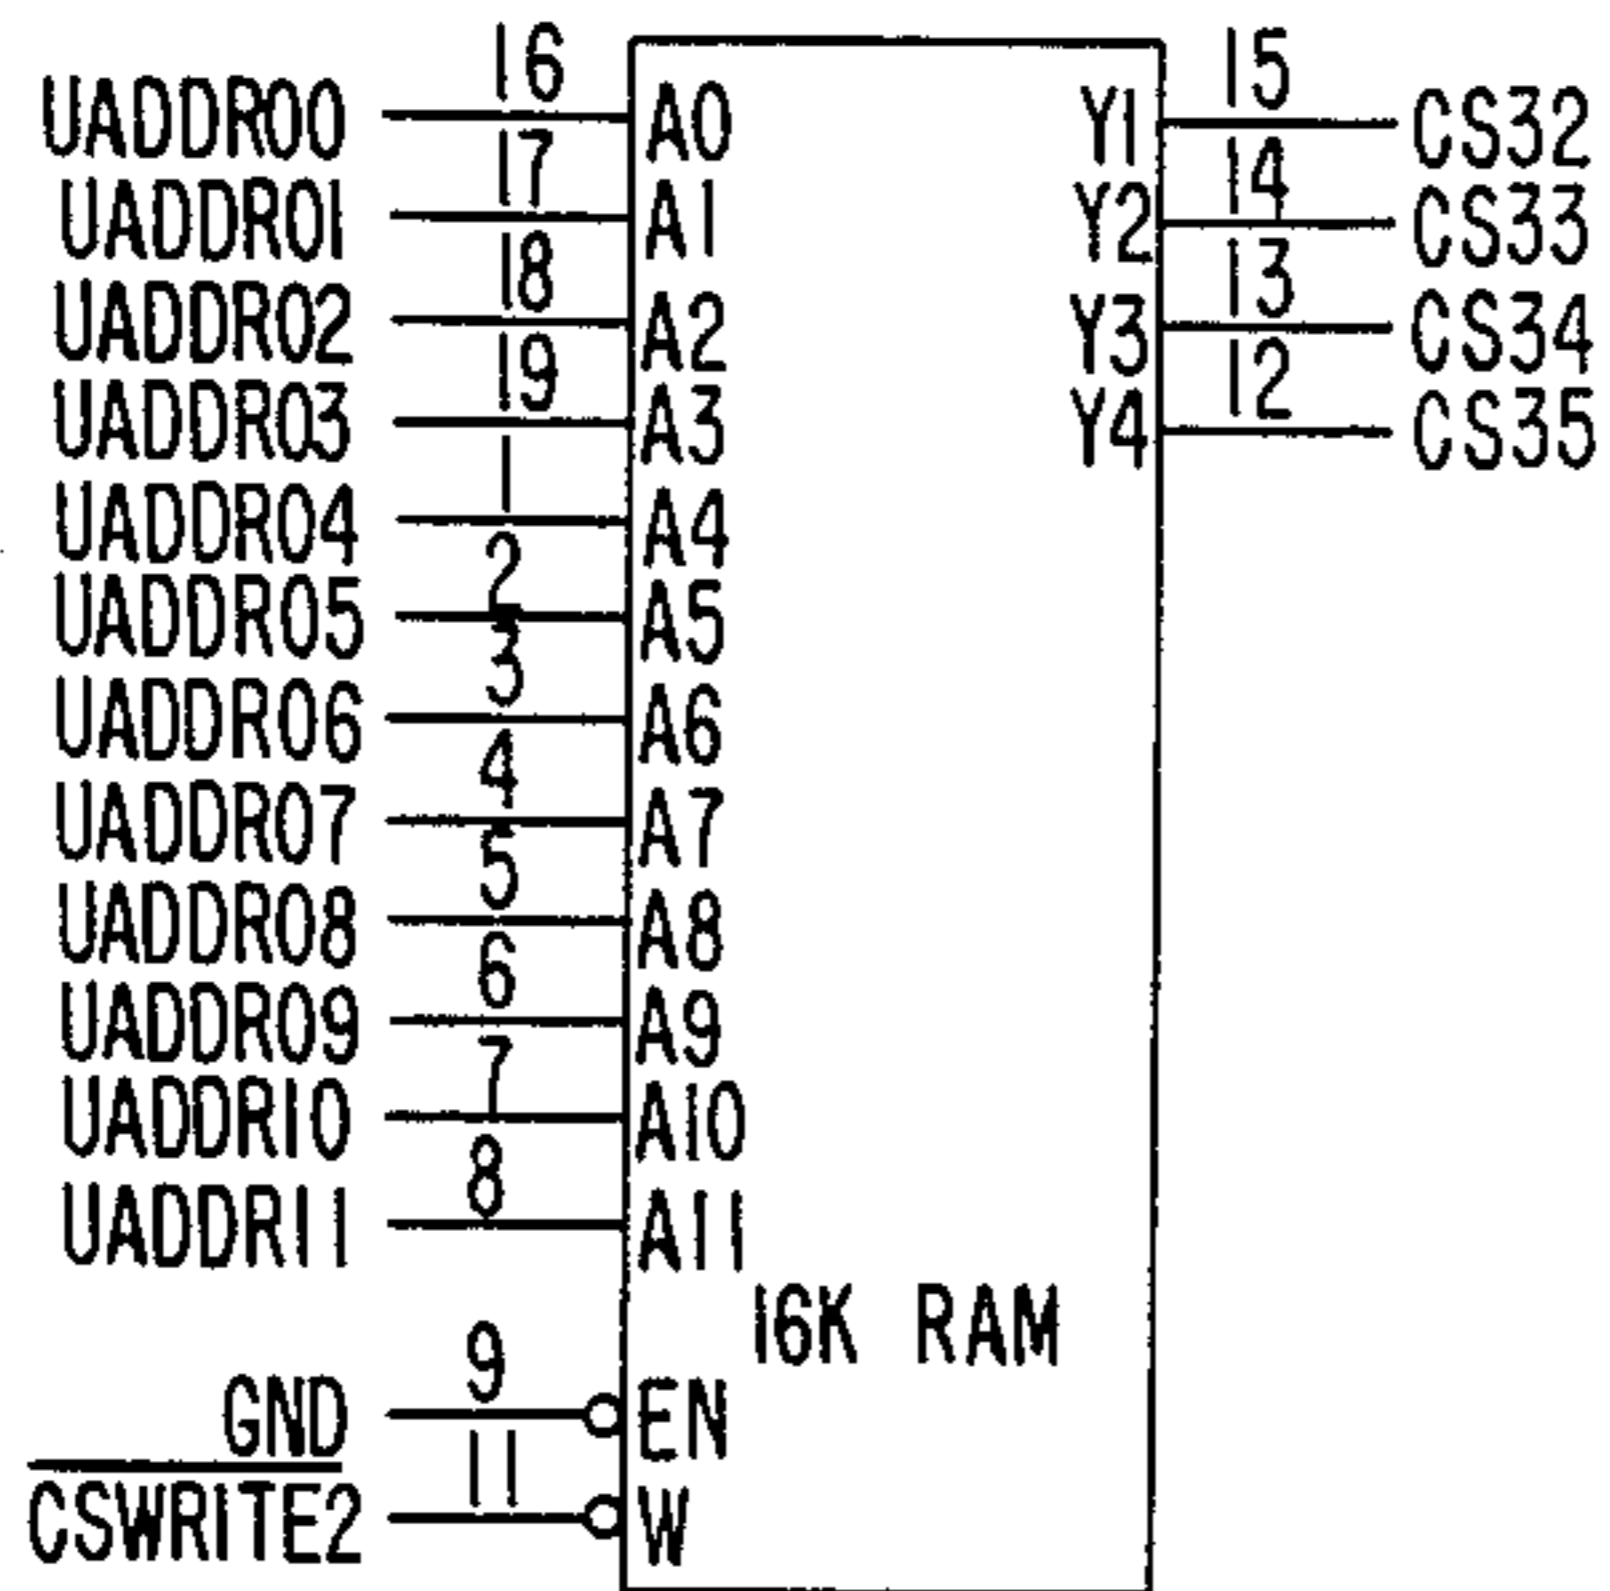 16 15
UADDR00 A0 Y1 CS32
17 14
UADDR01 A1 Y2 CS33
18 13
UADDR02 A2 Y3 CS34
19 12
UADDR03 A3 Y4 CS35
1
UADDR04 A4
2
UADDR05 A5
3
UADDR06 A6
4
UADDR07 A7
5
UADDR08 A8
6
UADDR09 A9
7
UADDR10 A10
8
UADDR11 A11
16K RAM
9
GND EN
11
CSWRITE2 W